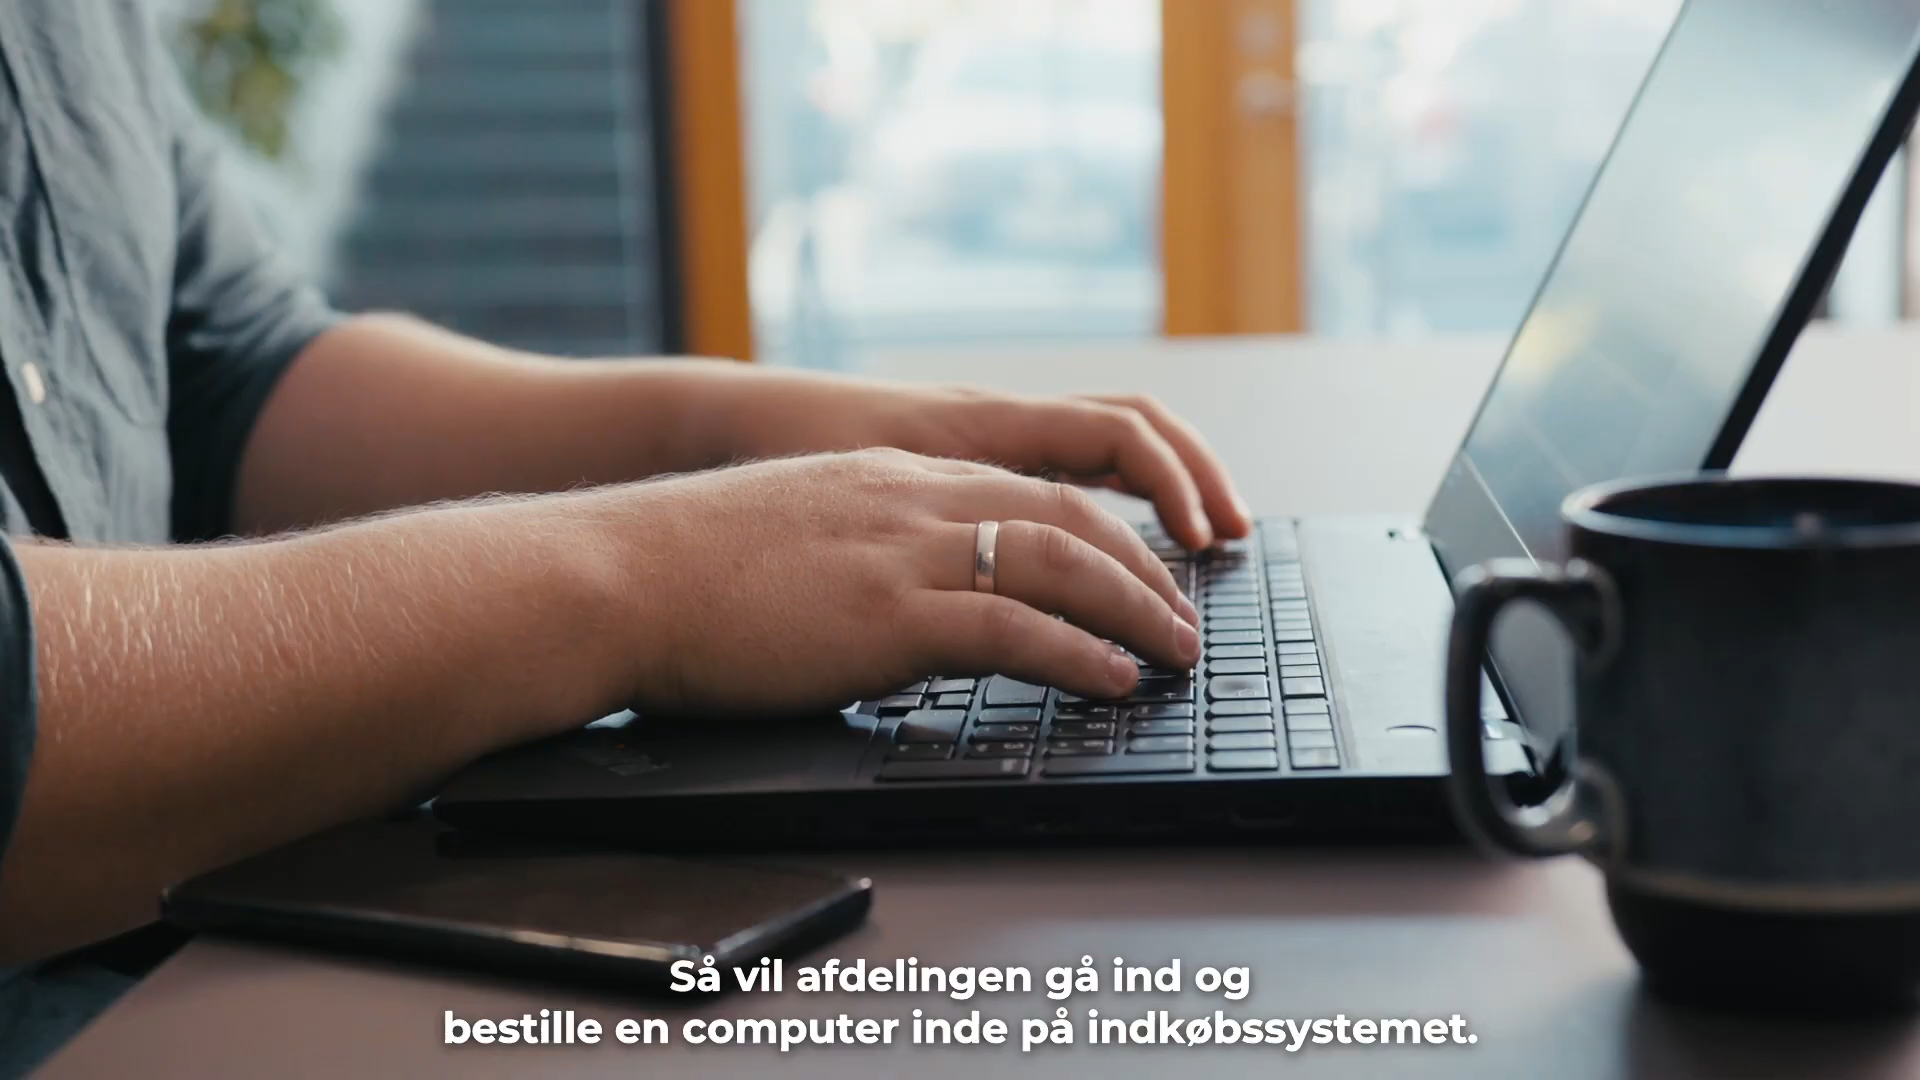 Så vil afdelingen gå ind og
bestille en computer inde på indkøbssystemet.